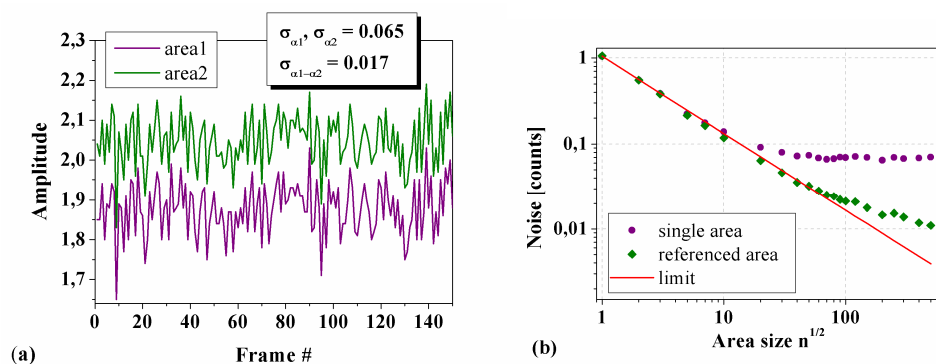 σα1, σα2 = 0.065
σα1−α2 = 0.017
area1
area2
2,3
2,2
2,1
2,0
1,9
1,8
1,7
Amplitude
0 20 40 60 80 100 120 140
Frame #
(a)
1
0.1
0,01
Noise [counts]
single area
referenced area
limit
1 10 100
Area size n1/2
(b)